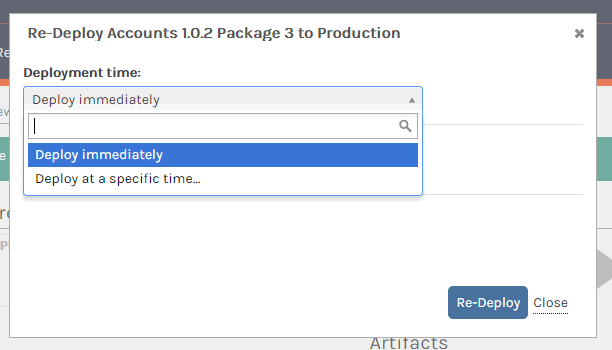 Re-Deploy Accounts 1.0.2 Package 3 to Production
Deployment time:
Deploy immediately
Deploy immediately
Deploy at a specific time...
Re-Deploy
Close
Artifacts